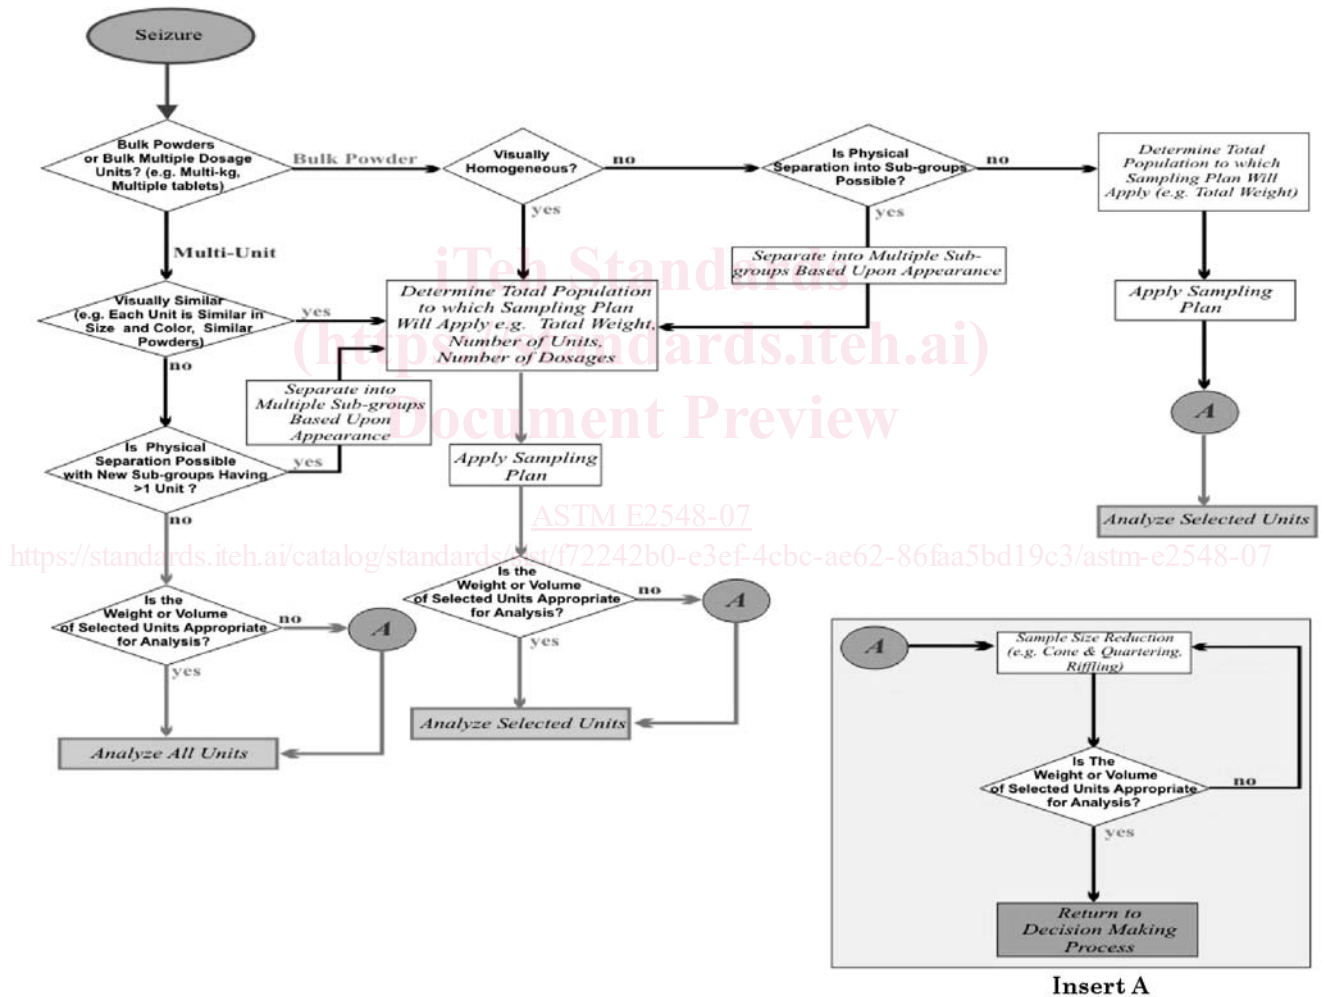 Seizure
Bulk Powders
or Bulk Multiple Dosage
Units? (e.g. Multi-kg,
Multiple tablets)
Bulk Powder
Visually
Homogeneous?
no
Is Physical
Separation into Sub-groups
Possible?
no
Determine Total
Population to which
Sampling Plan Will
Apply (e.g. Total Weight)
yes
yes
Multi-Unit
Separate into Multiple Sub-
groups Based Upon Appearance
iTeh Standards
(https://standards.iteh.ai)
Document Preview
Visually Similar
(e.g. Each Unit is Similar in
Size and Color, Similar
Powders)
yes
Determine Total Population
to which Sampling Plan
Will Apply e.g. Total Weight,
Number of Units,
Number of Dosages
Apply Sampling
Plan
no
Separate into
Multiple Sub-groups
Based Upon
Appearance
A
Is Physical
Separation Possible
with New Sub-groups Having
>1 Unit ?
yes
Apply Sampling
Plan
no
Analyze Selected Units
ASTM E2548-07
https://standards.iteh.ai/catalog/standards/sist/f72242b0-e3ef-4cbc-ae62-86faa5bd19c3/astm-e2548-07
Is the
Weight or Volume
of Selected Units Appropriate
for Analysis?
no
A
yes
Analyze All Units
Is the
Weight or Volume
of Selected Units Appropriate
for Analysis?
no
A
yes
Analyze Selected Units
A
Sample Size Reduction
(e.g. Cone & Quartering,
Riffling)
Is The
Weight or Volume
of Selected Units Appropriate
for Analysis?
no
yes
Return to
Decision Making
Process
Insert A